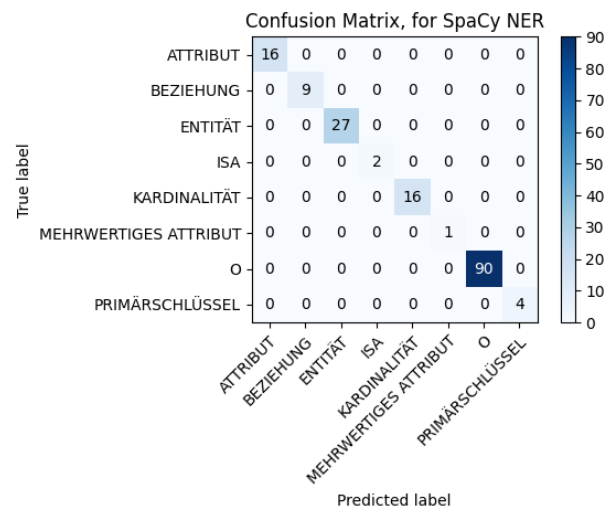 Confusion Matrix, for SpaCy NER
True label
ATTRIBUT 16 0 0 0 0 0 0 0
BEZIEHUNG 0 9 0 0 0 0 0 0
ENTITÄT 0 0 27 0 0 0 0 0
ISA 0 0 0 2 0 0 0 0
KARDINALITÄT 0 0 0 0 16 0 0 0
MEHRWERTIGES ATTRIBUT 0 0 0 0 0 1 0 0
O 0 0 0 0 0 0 90 0
PRIMÄRSCHLÜSSEL 0 0 0 0 0 0 0 4
ATTRIBUT
BEZIEHUNG
ENTITÄT
ISA
KARDINALITÄT
MEHRWERTIGES ATTRIBUT
O
PRIMÄRSCHLÜSSEL
Predicted label
90
80
70
60
50
40
30
20
10
0